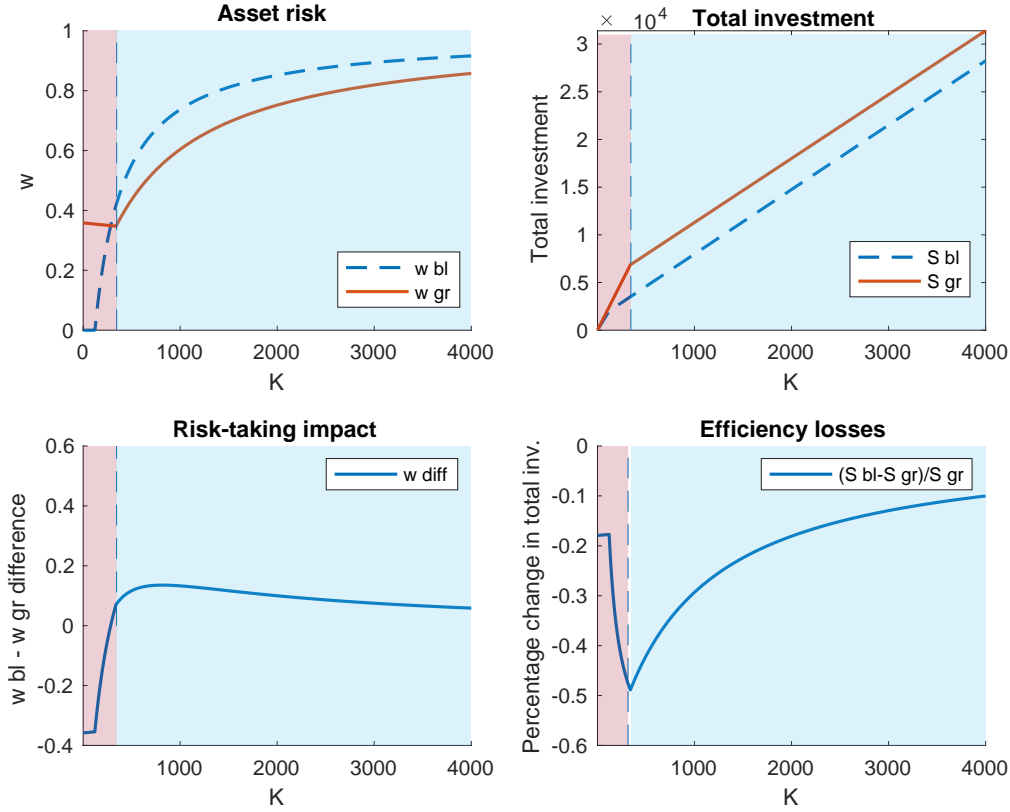 Asset risk
1
0.8
0.6
0.4
0.2
0
w
w bl
w gr
0 1000 2000 3000 4000
K
Total investment
× 10^4
3
2.5
2
1.5
1
0.5
0
Total investment
S bl
S gr
1000 2000 3000 4000
K
Risk-taking impact
0.6
0.4
0.2
0
-0.2
-0.4
w bl - w gr difference
w diff
1000 2000 3000 4000
K
Efficiency losses
0
-0.1
-0.2
-0.3
-0.4
-0.5
-0.6
Percentage change in total inv.
(S bl-S gr)/S gr
1000 2000 3000 4000
K